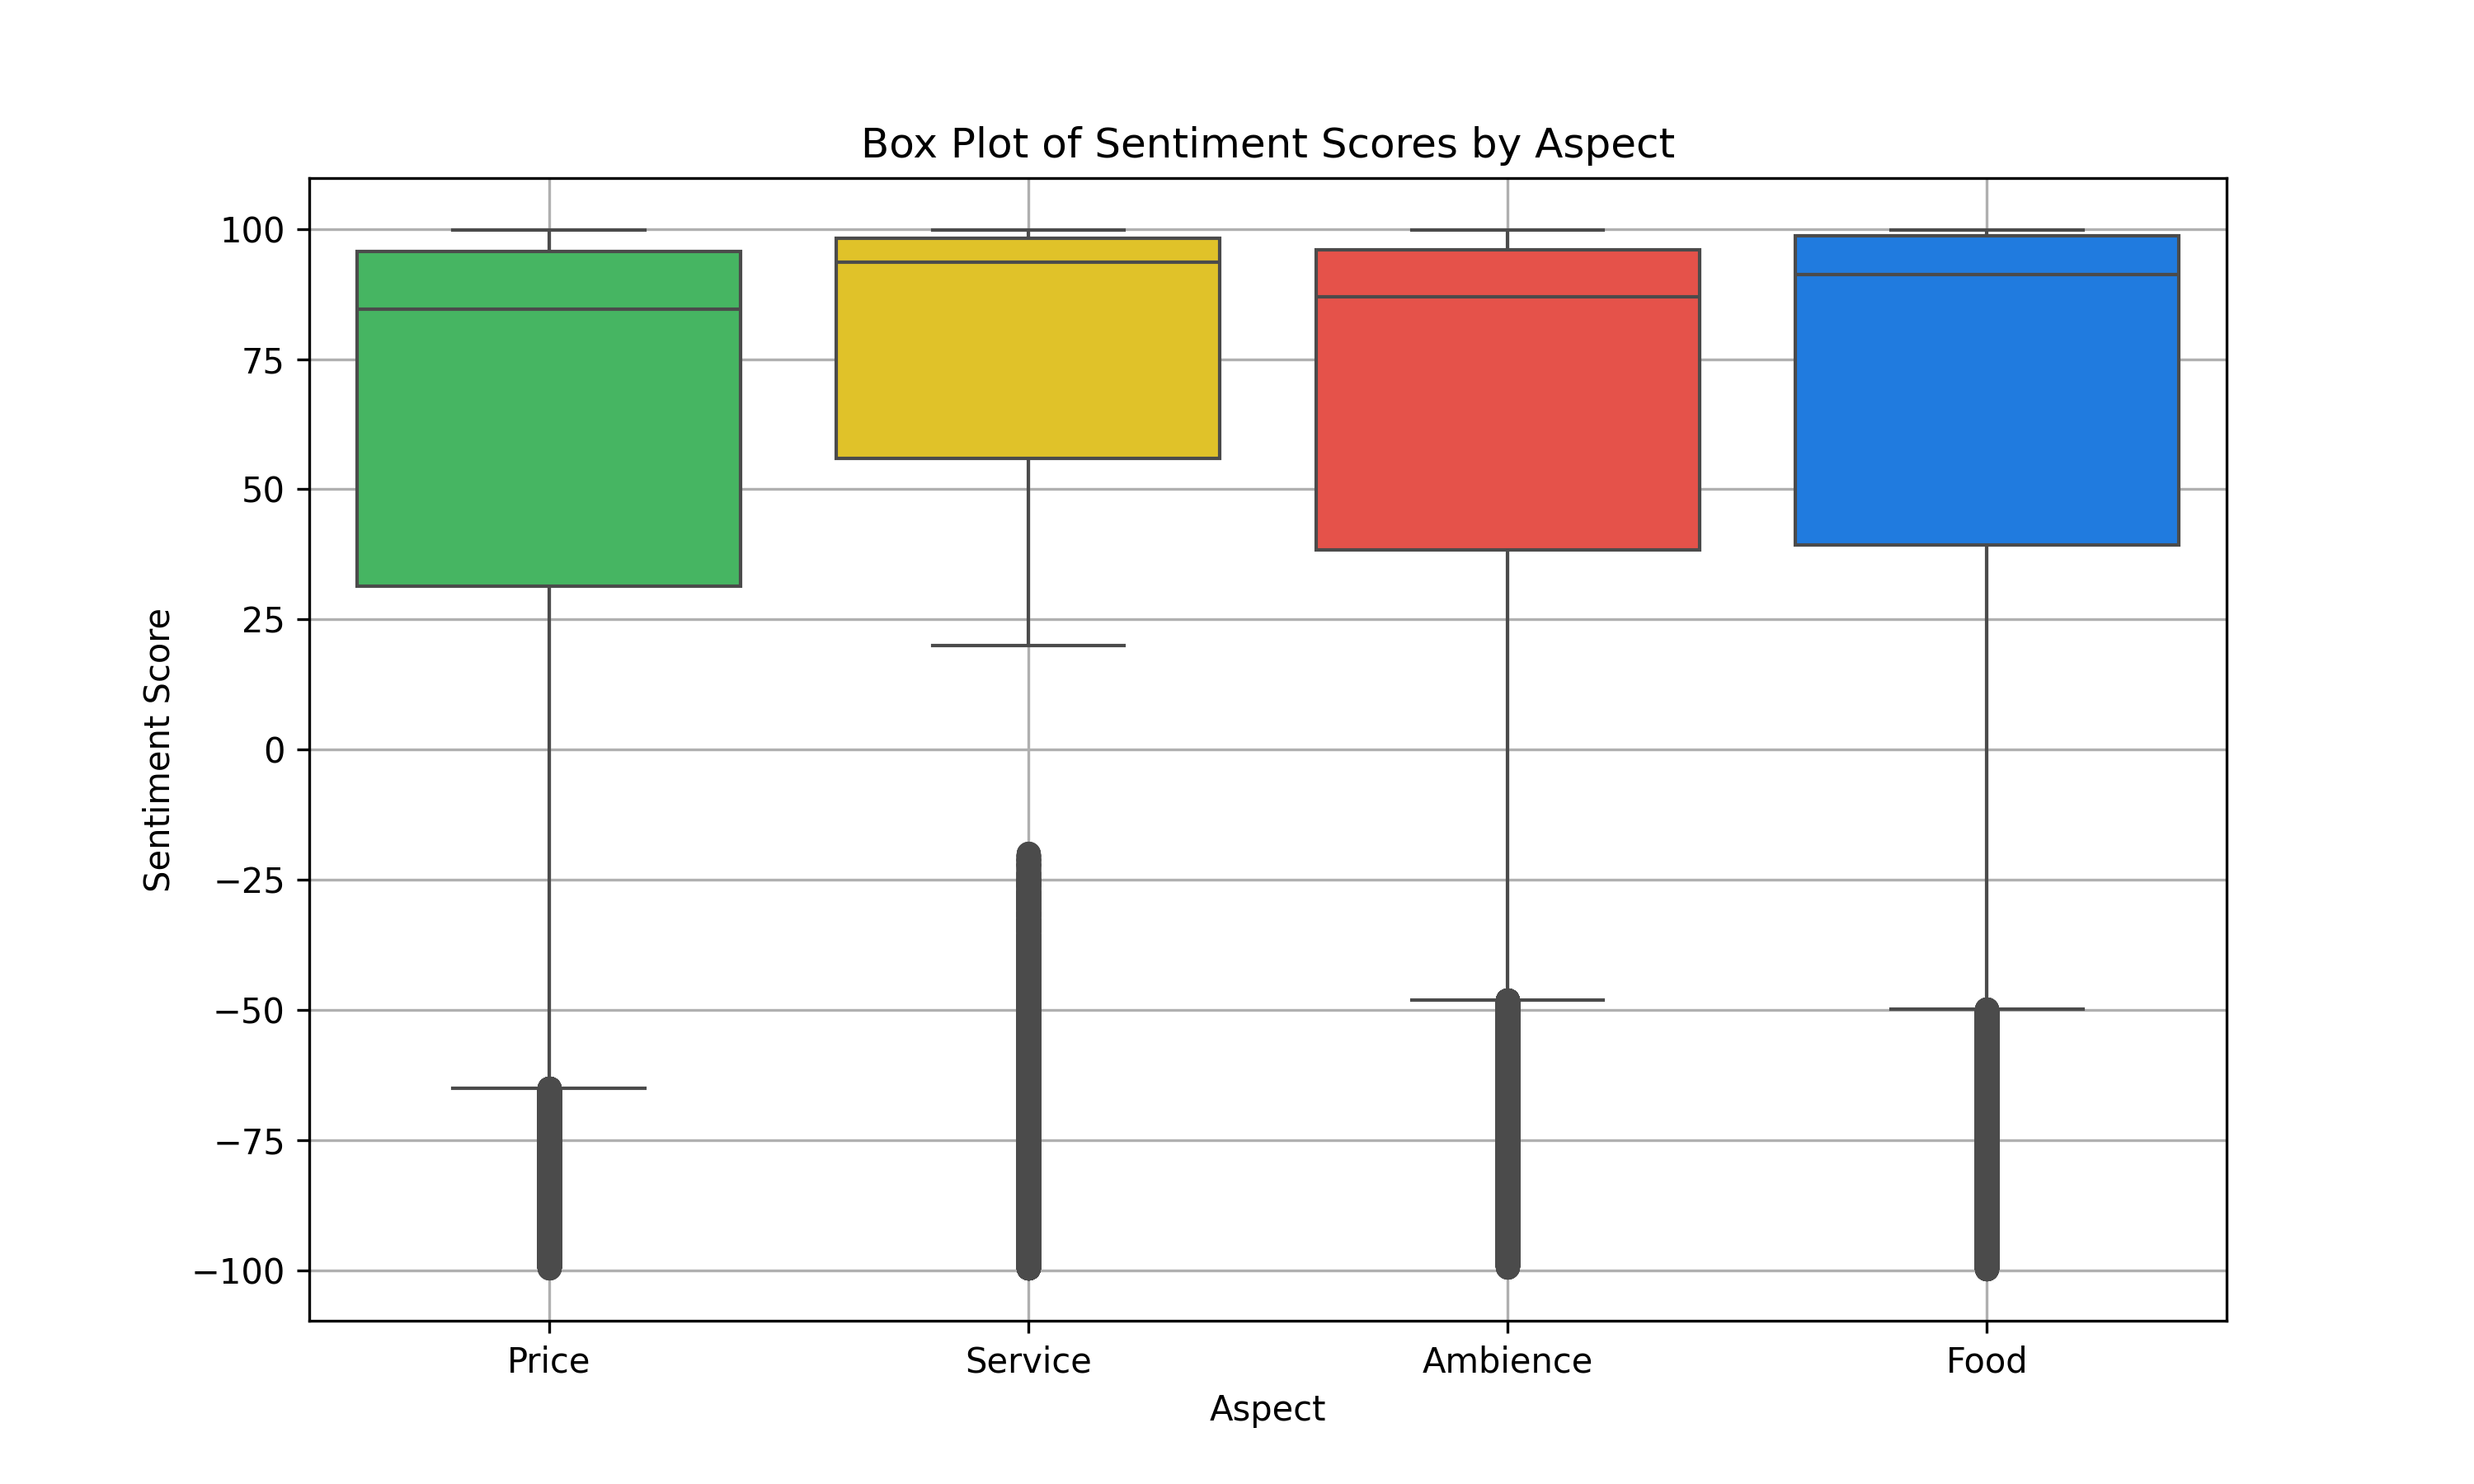 Box Plot of Sentiment Scores by Aspect
Sentiment Score
100
75
50
25
0
−25
−50
−75
−100
Price Service Ambience Food
Aspect